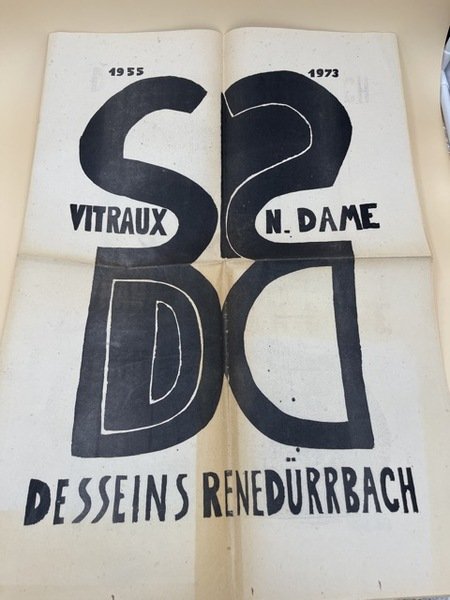 1955 1973
VITRAUX N. DAME
DESSEINS RENEDÜRRBACH